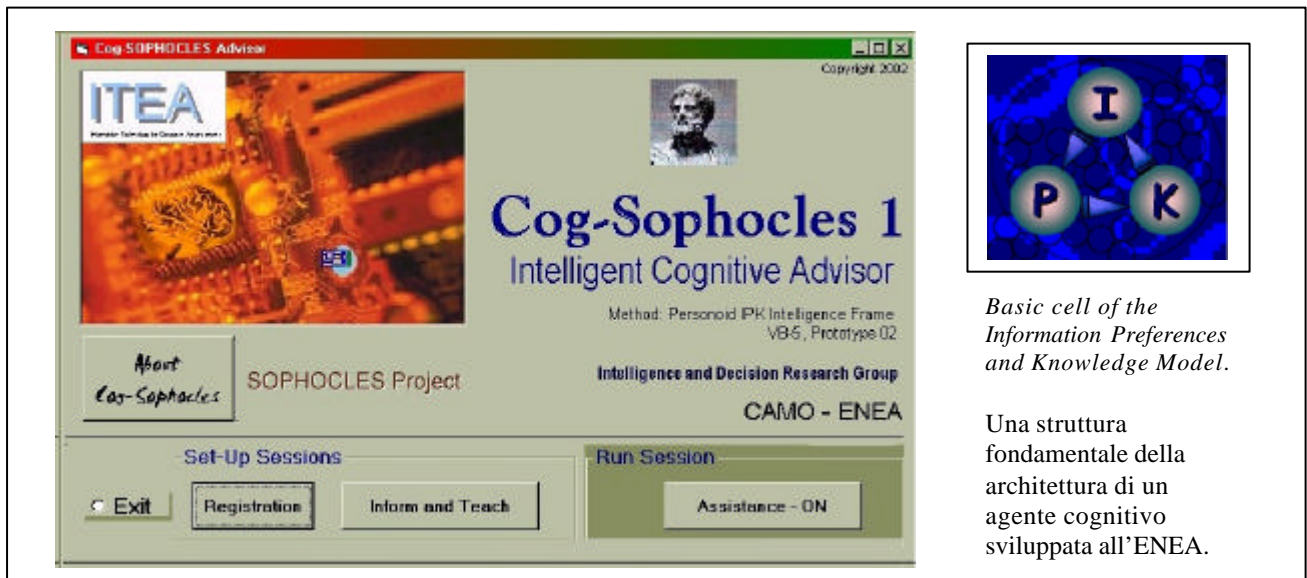 Cog-SOPHOCLES Advisor
Copyright 2002
ITEA
Cog-Sophocles 1
Intelligent Cognitive Advisor
Method: Personoid IPK Intelligence Frame
VB-5, Prototype 02
About
Cog-Sophocles
SOPHOCLES Project
Intelligence and Decision Research Group
CAMO - ENEA
Set-Up Sessions
Run Session
Exit
Registration
Inform and Teach
Assistance - ON
I
P
K
Basic cell of the
Information Preferences
and Knowledge Model.
Una struttura
fondamentale della
architettura di un
agente cognitivo
sviluppata all'ENEA.